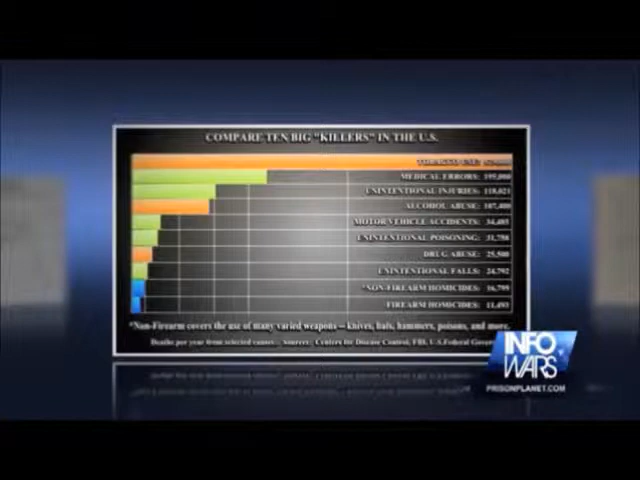 COMPARE TEN BIG "KILLERS" IN THE U.S.
TOBACCO USE: 529,000
MEDICAL ERRORS: 195,000
UNINTENTIONAL INJURIES: 118,021
ALCOHOL ABUSE: 107,400
MOTOR VEHICLE ACCIDENTS: 34,485
UNINTENTIONAL POISONING: 31,758
DRUG ABUSE: 25,500
UNINTENTIONAL FALLS: 24,792
*NON-FIREARM HOMICIDES: 16,799
FIREARM HOMICIDES: 11,493
*Non-Firearm covers the use of many varied weapons -- knives, bats, hammers, poisons, and more.
Deaths per year from selected causes -- Sources: Centers for Disease Control, FBI, U.S.Federal
INFO
WARS
PRISONPLANET.COM